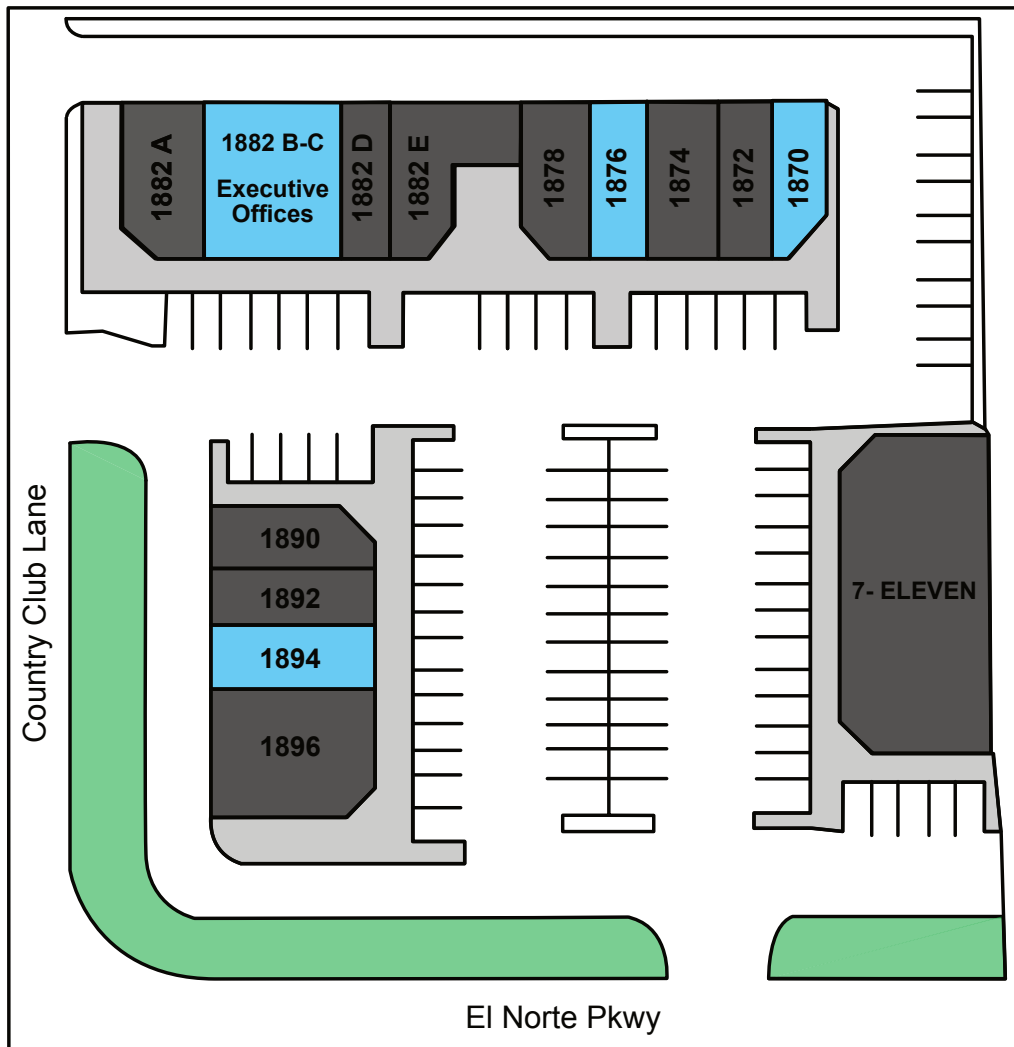 1882 A
1882 B-C
Executive
Offices
1882 D
1882 E
1878
1876
1874
1872
1870
1890
1892
1894
1896
7- ELEVEN
Country Club Lane
El Norte Pkwy